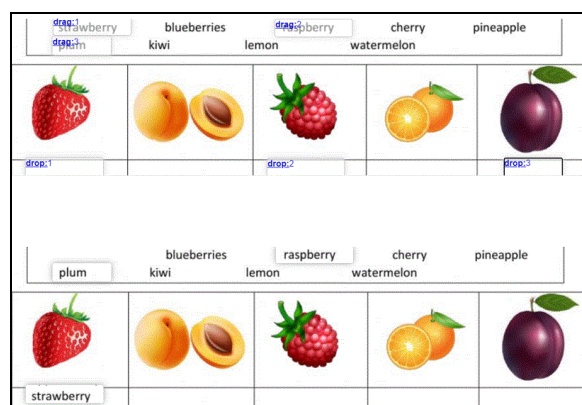 drag:1 drag:2
strawberry blueberries raspberry cherry pineapple
drag:3
plum kiwi lemon watermelon
drop:1 drop:2 drop:3
blueberries raspberry cherry pineapple
plum kiwi lemon watermelon
strawberry